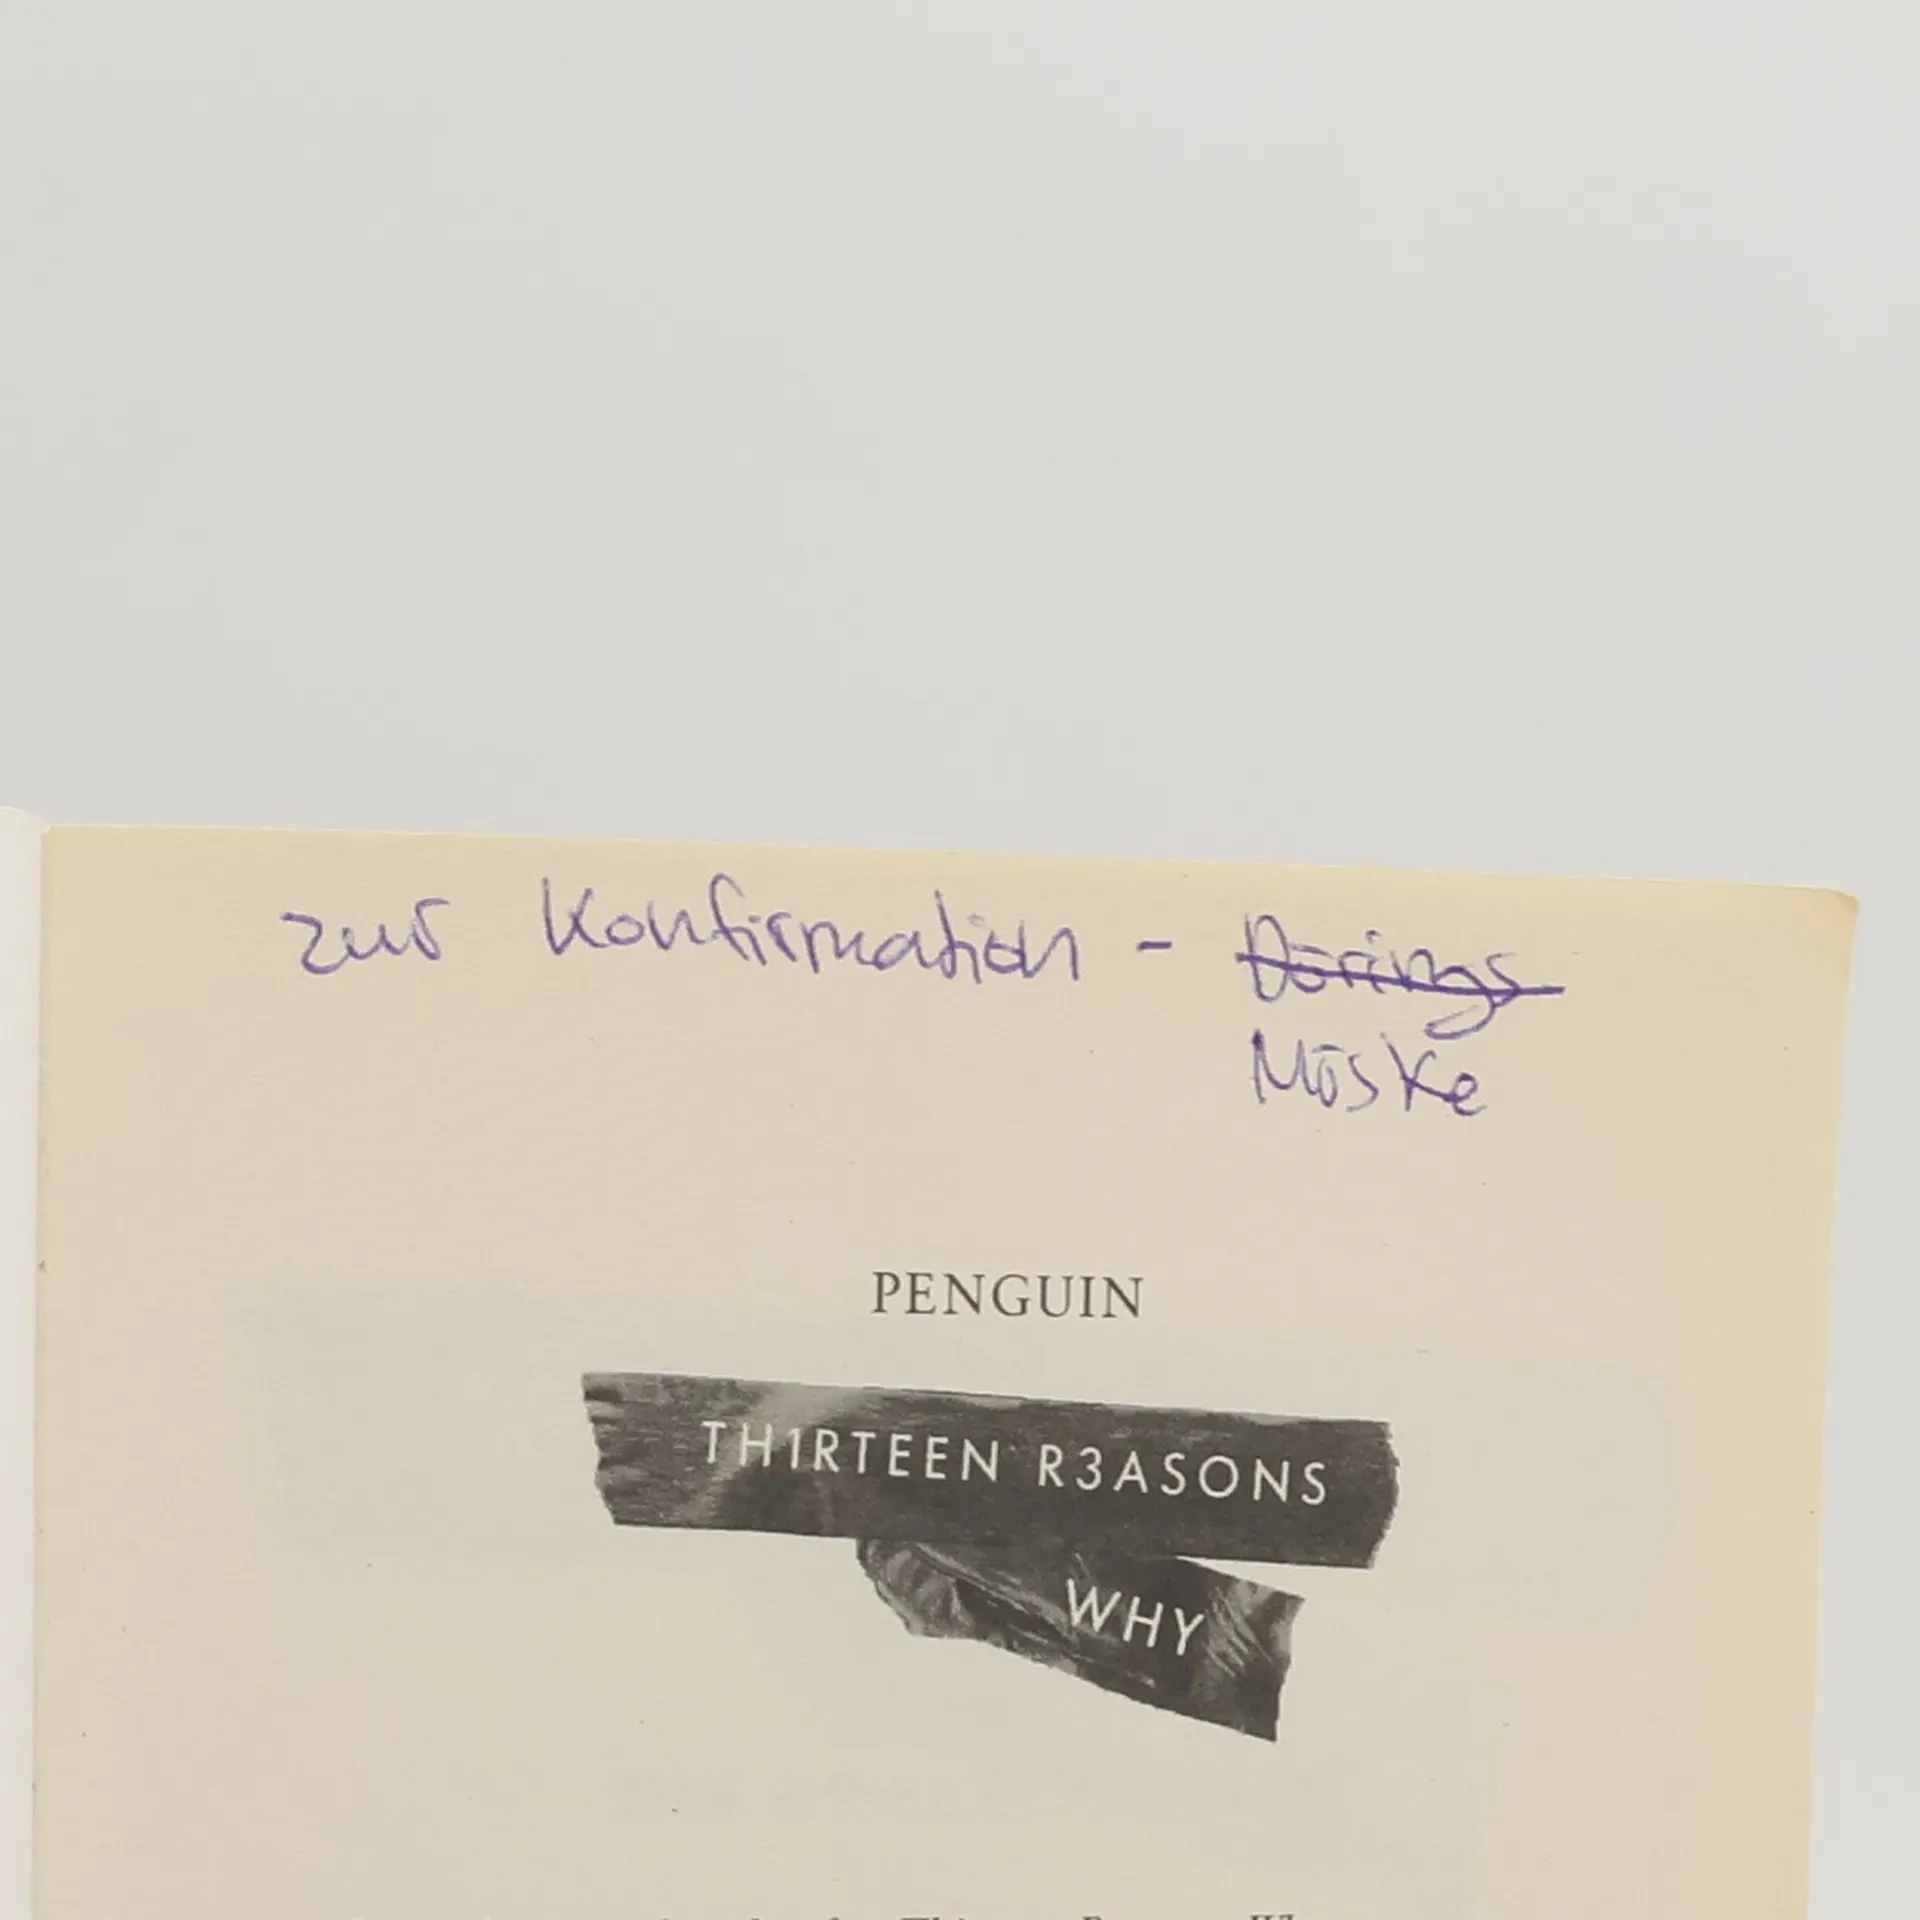 zur Konfirmation - Dörings
Möske
PENGUIN
TH1RTEEN R3ASONS
WHY